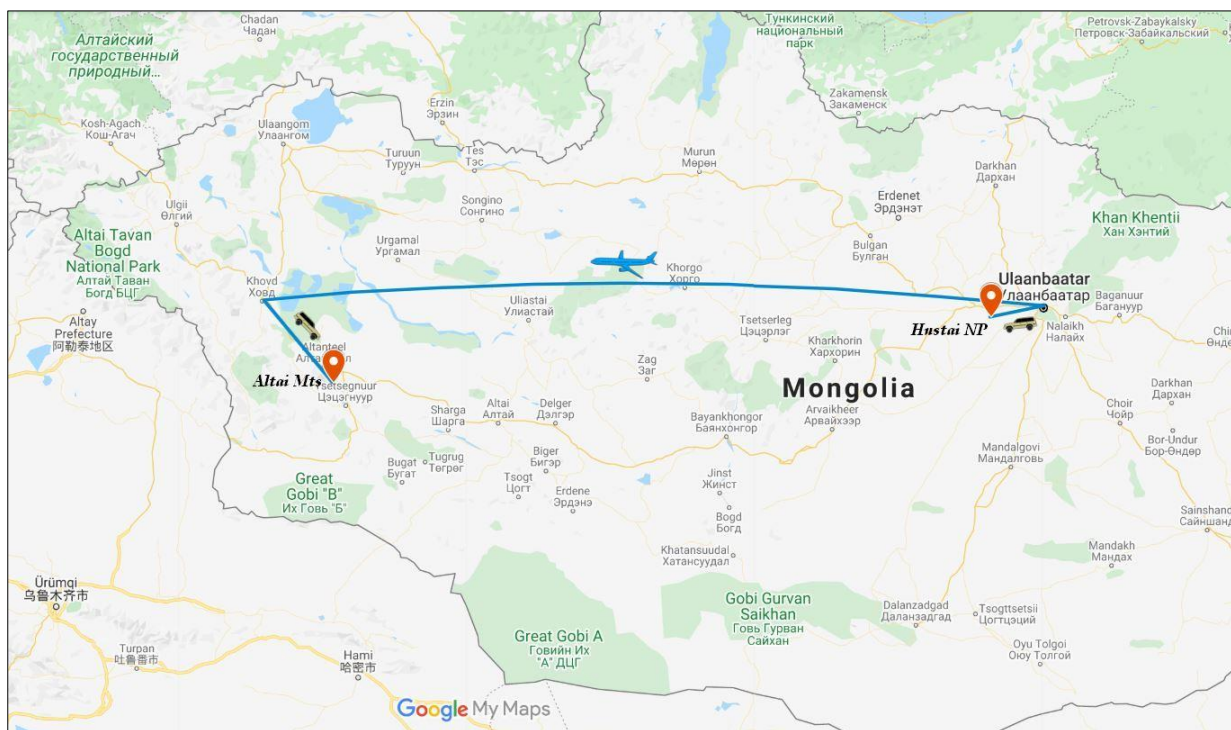 Chadan
Чадан
Тункинский
национальный
парк
Petrovsk-Zabaykalsky
Петровск-Забайкальский
Алтайский
государственный
природный...
Erzin
Эрзин
Zakamensk
Закаменск
Kosh-Agach
Кош-Агач
Ulaangom
Улаангом
Turuun
Туруун
Tes
Тэс
Murun
Мөрөн
Darkhan
Дархан
Ulgii
Өлгий
Songino
Сонгино
Erdenet
Эрдэнэт
Khan Khentii
Хан Хэнтий
Altai Tavan
Bogd
National Park
Алтай Таван
Богд БЦГ
Urgamal
Ургамал
Bulgan
Булган
Khovd
Ховд
Khorgo
Хорго
Uliastai
Улиастай
Ulaanbaatar
Улаанбаатар
Baganuur
Багануур
Altay
Prefecture
阿勒泰地区
Tsetserleg
Цэцэрлэг
Hustai NP
Nalaikh
Налайх
Altanteel
Kharkhorin
Хархорин
Altai Mts
Tsetsegnuur
Цэцэгнуур
Zag
Заг
Mongolia
Darkhan
Дархан
Sharga
Шарга
Altai
Алтай
Delger
Дэлгэр
Bayankhongor
Баянхонгор
Arvaikheer
Арвайхээр
Choir
Чойр
Bor-Undur
Бор-Өндөр
Mandalgovi
Мандалговь
Bugat
Бугат
Tugrug
Төгрөг
Biger
Бигэр
Tsogt
Цогт
Erdene
Эрдэнэ
Jinst
Жинст
Great
Gobi "B"
Их Говь "Б"
Bogd
Богд
Sainshand
Сайншанд
Khatansuudal
Хатансуудал
Mandakh
Мандах
Ürümqi
乌鲁木齐市
Gobi Gurvan
Saikhan
Говь Гурван
Сайхан
Dalanzadgad
Даланзадгад
Tsogttsetsii
Цогтцэций
Great Gobi A
Говийн Их
"А" ДЦГ
Oyu Tolgoi
Оюу Толгой
Turpan
吐鲁番市
Hami
哈密市
Google My Maps